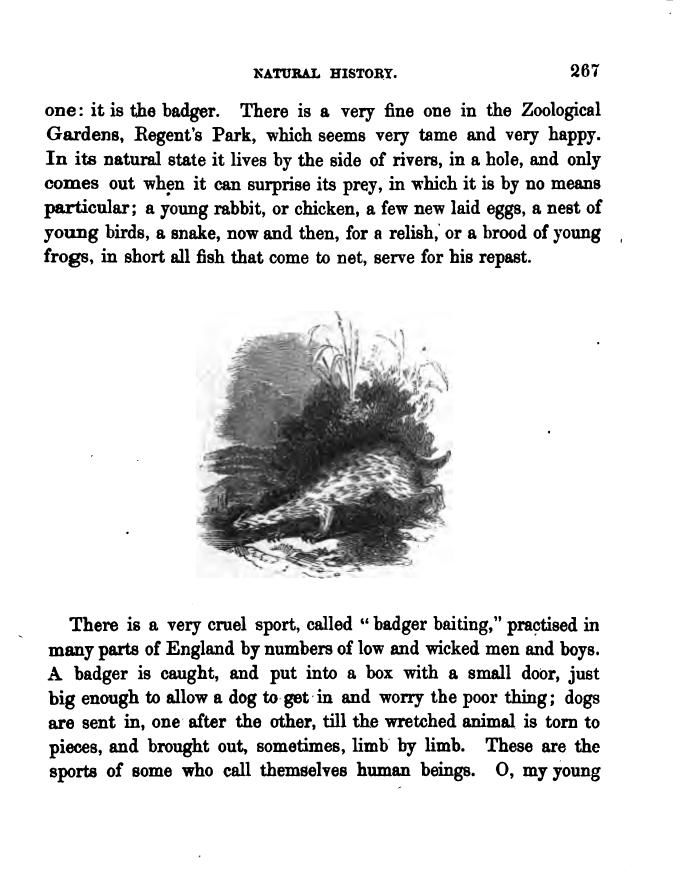 NATURAL HISTORY. 267
one: it is the badger. There is a very fine one in the Zoological
Gardens, Regent's Park, which seems very tame and very happy.
In its natural state it lives by the side of rivers, in a hole, and only
comes out when it can surprise its prey, in which it is by no means
particular; a young rabbit, or chicken, a few new laid eggs, a nest of
young birds, a snake, now and then, for a relish, or a brood of young
frogs, in short all fish that come to net, serve for his repast.
There is a very cruel sport, called "badger baiting," practised in
many parts of England by numbers of low and wicked men and boys.
A badger is caught, and put into a box with a small door, just
big enough to allow a dog to get in and worry the poor thing; dogs
are sent in, one after the other, till the wretched animal is torn to
pieces, and brought out, sometimes, limb by limb. These are the
sports of some who call themselves human beings. O, my young